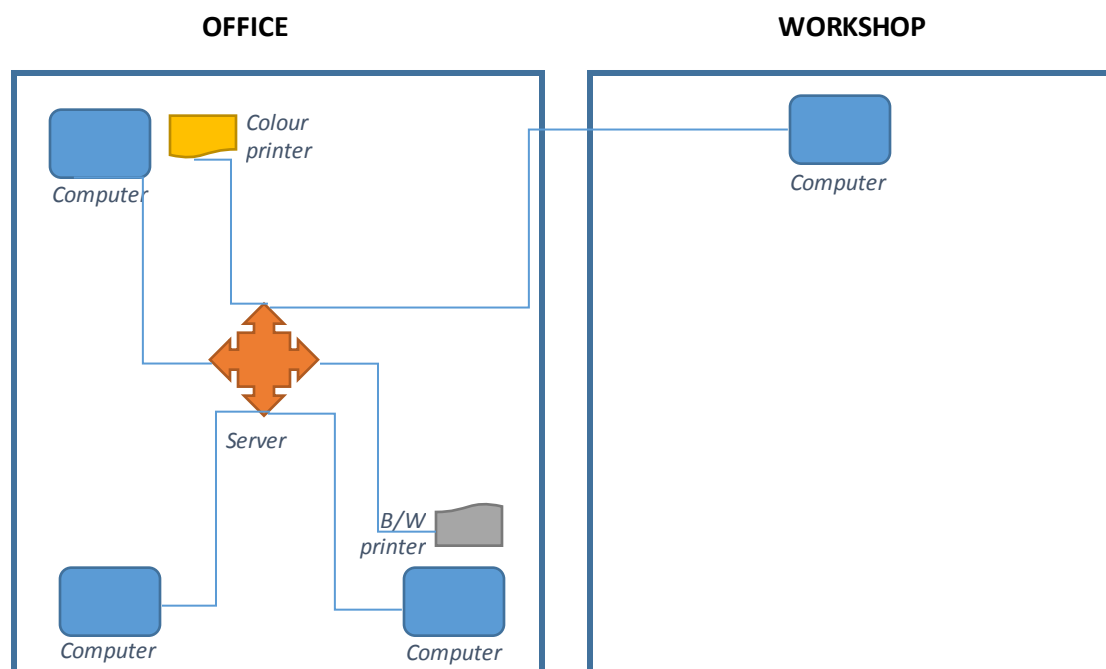 OFFICE
WORKSHOP
Colour
printer
Computer
Computer
Server
B/W
printer
Computer
Computer